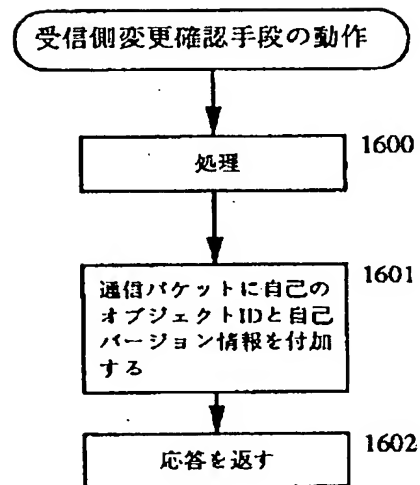 受信側変更確認手段の動作
処理
1600
通信パケットに自己の
オブジェクトIDと自己
バージョン情報を付加
する
1601
応答を返す
1602